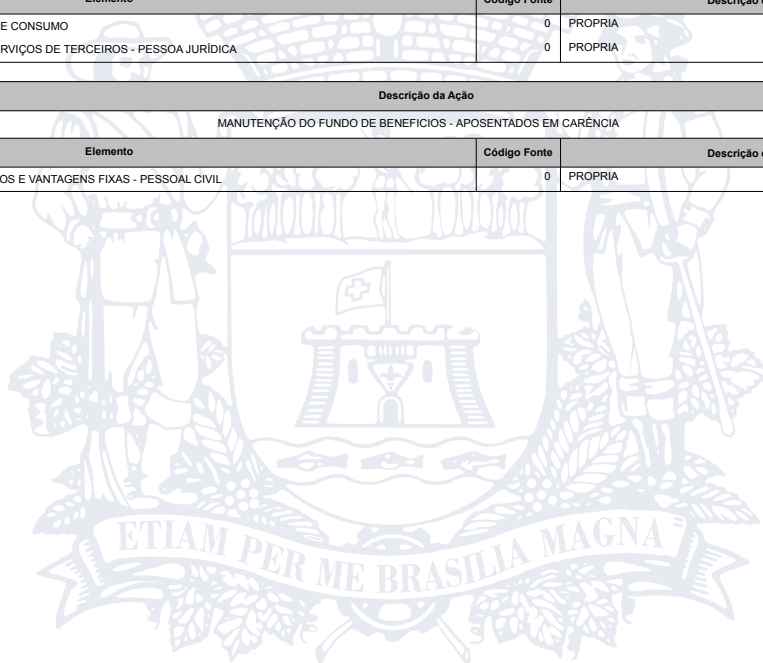 Elemento Código Fonte Descrição
E CONSUMO 0 PROPRIA
RVIÇOS DE TERCEIROS - PESSOA JURÍDICA 0 PROPRIA
Descrição da Ação
MANUTENÇÃO DO FUNDO DE BENEFICIOS - APOSENTADOS EM CARÊNCIA
Elemento Código Fonte Descrição
OS E VANTAGENS FIXAS - PESSOAL CIVIL 0 PROPRIA
ETIAM PER ME BRASILIA MAGNA